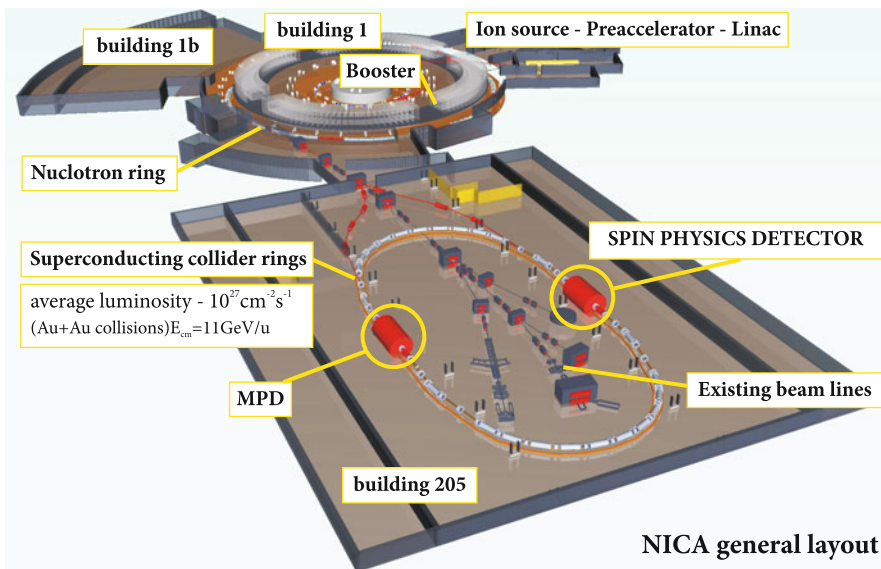 building 1b
building 1
Ion source - Preaccelerator - Linac
Booster
Nuclotron ring
SPIN PHYSICS DETECTOR
Superconducting collider rings
average luminosity - 10²⁷cm⁻²s⁻¹
(Au+Au collisions)E_cm=11GeV/u
MPD
Existing beam lines
building 205
NICA general layout